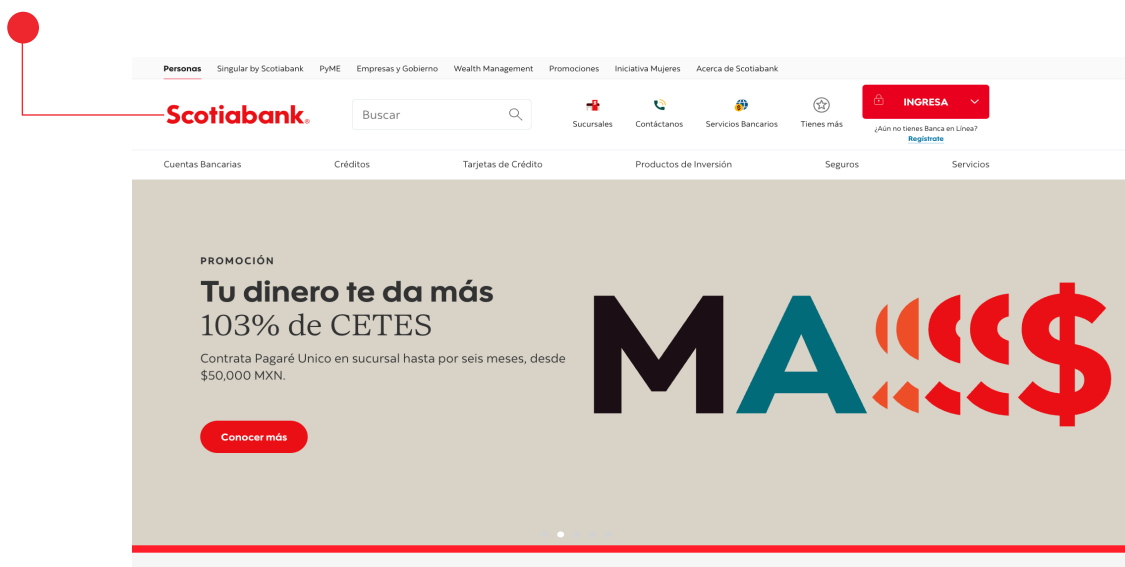 Personas Singular by Scotiabank PyME Empresas y Gobierno Wealth Management Promociones Iniciativa Mujeres Acerca de Scotiabank
Scotiabank®
Buscar
Sucursales Contáctanos Servicios Bancarios Tienes más
INGRESA
¿Aún no tienes Banca en Línea?
Regístrate
Cuentas Bancarias Créditos Tarjetas de Crédito Productos de Inversión Seguros Servicios
PROMOCIÓN
Tu dinero te da más
103% de CETES
Contrata Pagaré Unico en sucursal hasta por seis meses, desde
$50,000 MXN.
Conocer más
MA$